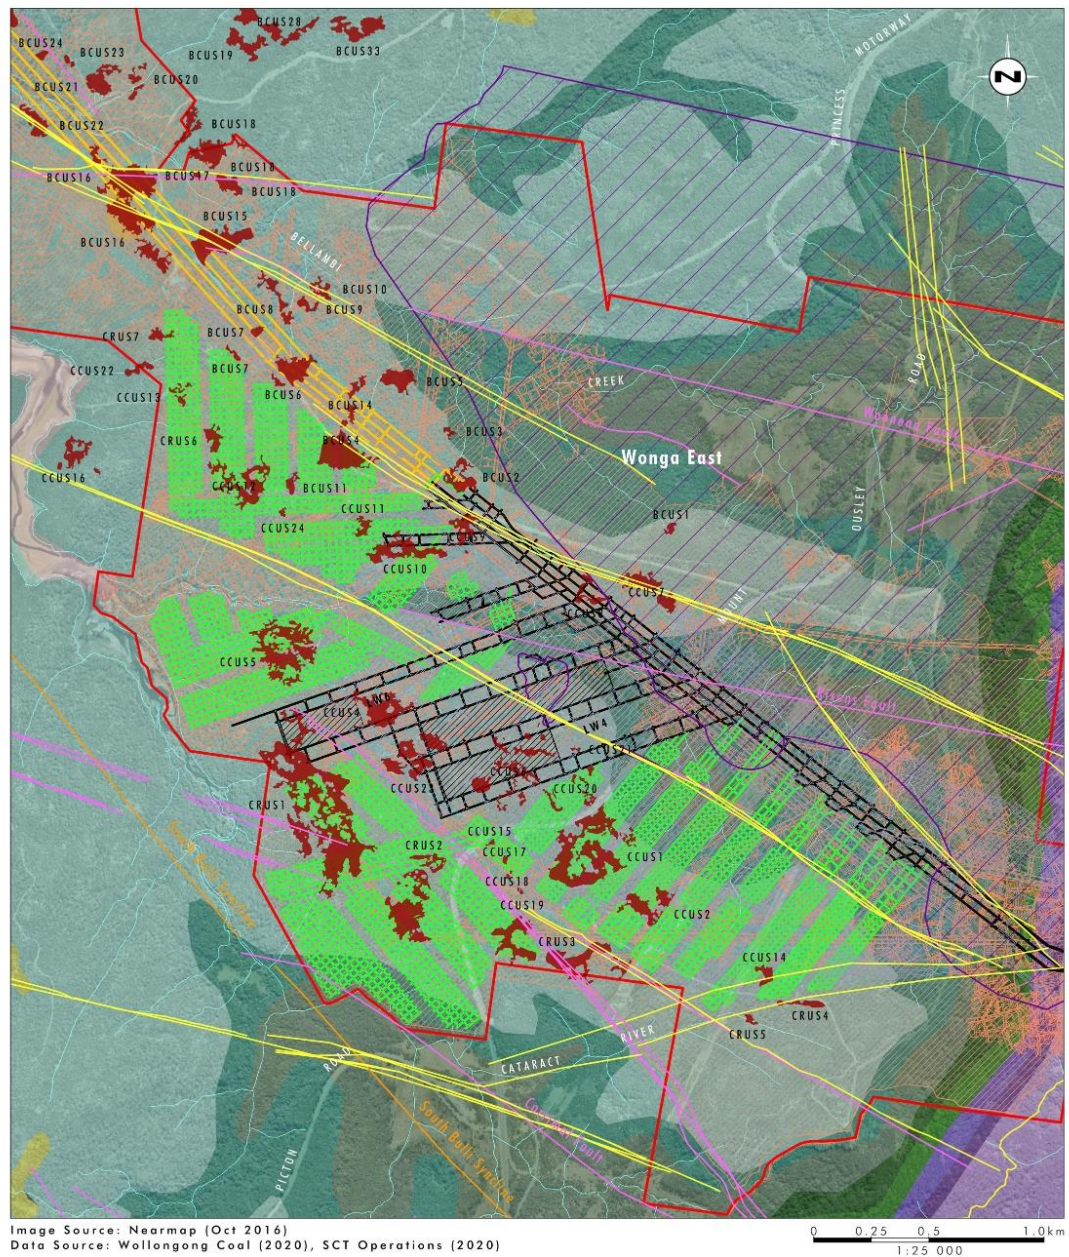 BCUS28
BCUS24
BCUS23
BCUS19
BCUS33
MOTORWAY
BCUS20
BCUS21
N
PRINCESS
BCUS22
BCUS18
BCUS18
BCUS16
BCUS17
BCUS18
BCUS15
BCUS16
BELLAMBI
BCUS10
BCUS8
BCUS9
CRUS7
BCUS7
CCUS22
BCUS7
BCUS5
CREEK
ROAD
CCUS13
BCUS6
BCUS14
BCUS3
CRUS6
BCUS4
Wonga East
CCUS16
BCUS2
CCUS12
BCUS11
CCUS11
BCUS1
OUSLEY
CCUS24
CCUS10
CCUS7
MOUNT
CCUS5
LW6
CCUS4
LW4
CCUS21
CCUS23
CCUS20
CRUS1
CCUS15
CRUS2
CCUS17
CCUS1
CCUS18
CCUS19
CCUS2
CRUS3
CCUS14
CRUS4
CRUS5
RIVER
CATARACT
ROAD
South Bulli Syncline
PICTON
Image Source: Nearmap (Oct 2016)
Data Source: Wollongong Coal (2020), SCT Operations (2020)
0 0.25 0.5 1.0km
1:25 000